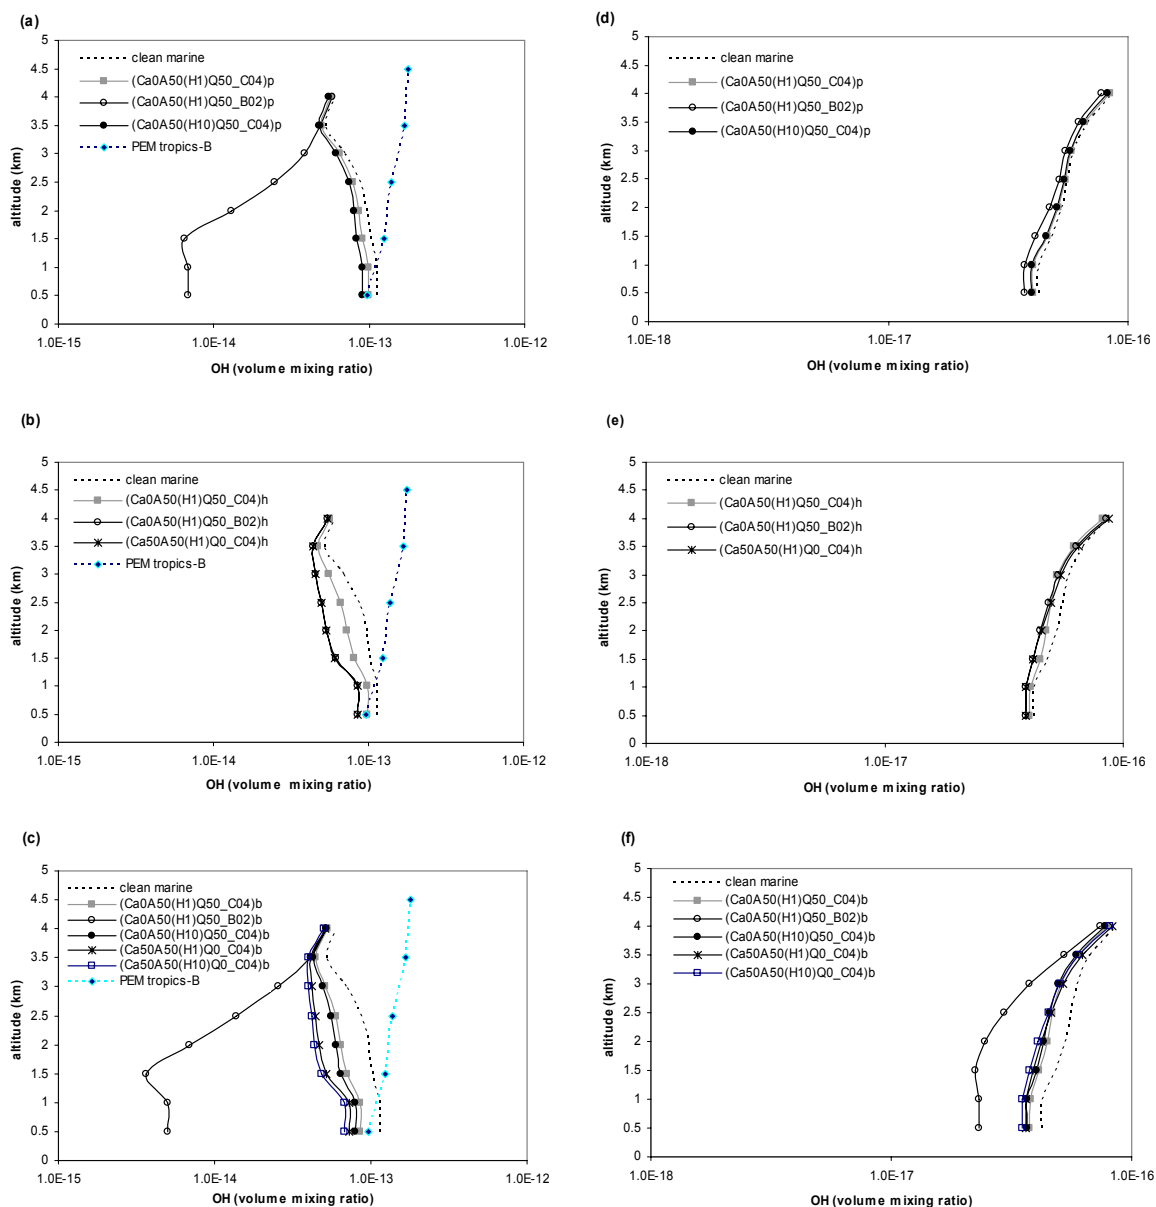 (a)
5
4.5
4
3.5
3
2.5
2
1.5
1
0.5
0
altitude (km)
clean marine
(Ca0A50(H1)Q50_C04)p
(Ca0A50(H1)Q50_B02)p
(Ca0A50(H10)Q50_C04)p
PEM tropics-B
1.0E-15 1.0E-14 1.0E-13 1.0E-12
OH (volume mixing ratio)
(d)
5
4.5
4
3.5
3
2.5
2
1.5
1
0.5
0
altitude (km)
clean marine
(Ca0A50(H1)Q50_C04)p
(Ca0A50(H1)Q50_B02)p
(Ca0A50(H10)Q50_C04)p
1.0E-18 1.0E-17 1.0E-16
OH (volume mixing ratio)
(b)
5
4.5
4
3.5
3
2.5
2
1.5
1
0.5
0
altitude (km)
clean marine
(Ca0A50(H1)Q50_C04)h
(Ca0A50(H1)Q50_B02)h
(Ca50A50(H1)Q0_C04)h
PEM tropics-B
1.0E-15 1.0E-14 1.0E-13 1.0E-12
OH (volume mixing ratio)
(e)
5
4.5
4
3.5
3
2.5
2
1.5
1
0.5
0
altitude (km)
clean marine
(Ca0A50(H1)Q50_C04)h
(Ca0A50(H1)Q50_B02)h
(Ca50A50(H1)Q0_C04)h
1.0E-18 1.0E-17 1.0E-16
OH (volume mixing ratio)
(c)
5
4.5
4
3.5
3
2.5
2
1.5
1
0.5
0
altitude (km)
clean marine
(Ca0A50(H1)Q50_C04)b
(Ca0A50(H1)Q50_B02)b
(Ca0A50(H10)Q50_C04)b
(Ca50A50(H1)Q0_C04)b
(Ca50A50(H10)Q0_C04)b
PEM tropics-B
1.0E-15 1.0E-14 1.0E-13 1.0E-12
OH (volume mixing ratio)
(f)
5
4.5
4
3.5
3
2.5
2
1.5
1
0.5
0
altitude (km)
clean marine
(Ca0A50(H1)Q50_C04)b
(Ca0A50(H1)Q50_B02)b
(Ca0A50(H10)Q50_C04)b
(Ca50A50(H1)Q0_C04)b
(Ca50A50(H10)Q0_C04)b
1.0E-18 1.0E-17 1.0E-16
OH (volume mixing ratio)